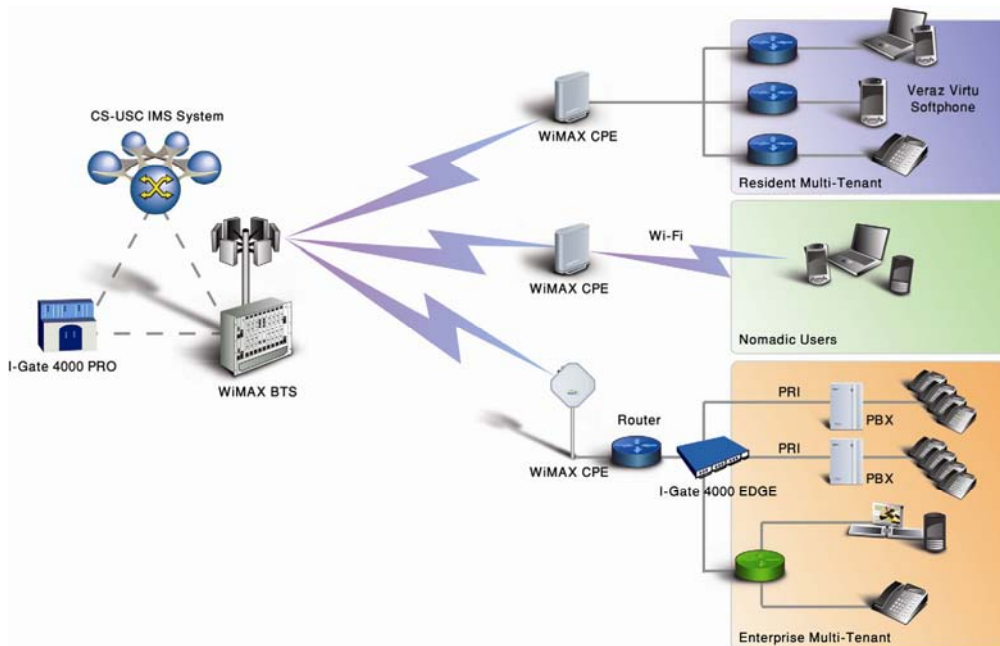 CS-USC IMS System
I-Gate 4000 PRO
WiMAX BTS
WiMAX CPE
Veraz Virtu
Softphone
Resident Multi-Tenant
WiMAX CPE
Wi-Fi
Nomadic Users
WiMAX CPE
Router
I-Gate 4000 EDGE
PRI
PBX
PRI
PBX
Enterprise Multi-Tenant